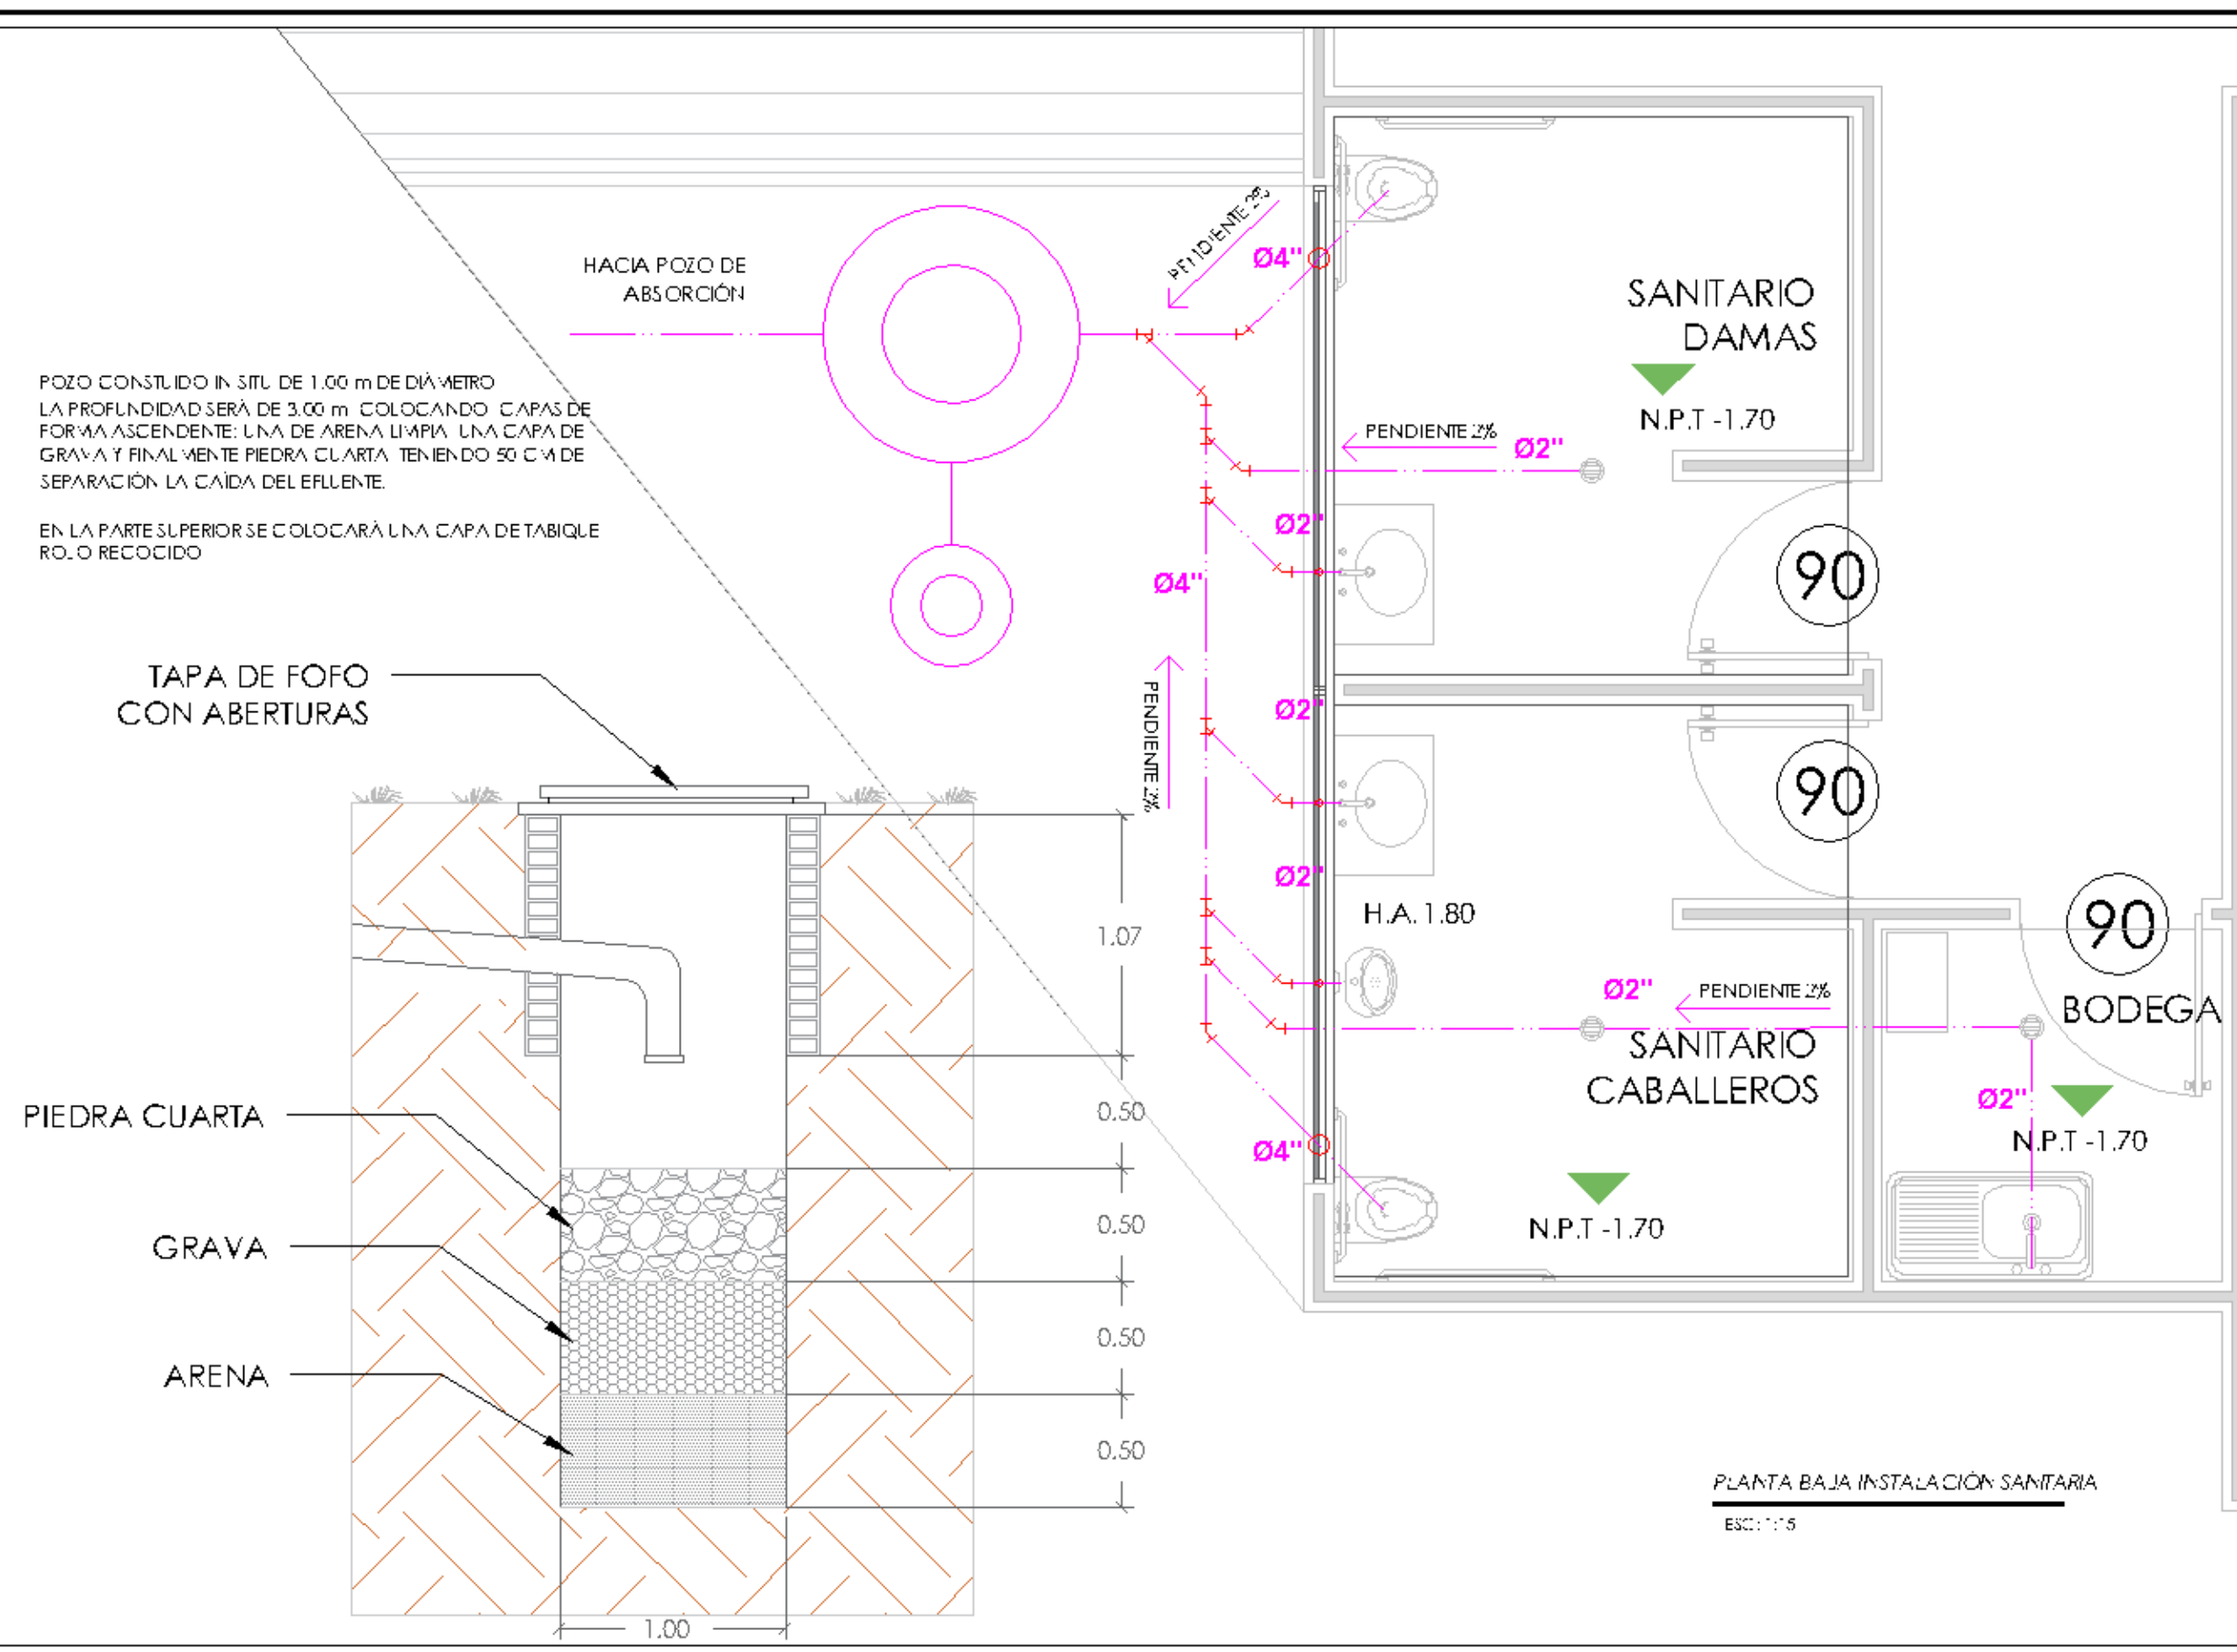 HACIA POZO DE
ABSORCIÓN
POZO CONSTUIDO IN SITU DE 1.00 m DE DIÁMETRO
LA PROFUNDIDAD SERÁ DE 3.00 m COLOCANDO CAPAS DE
FORMA ASCENDENTE: UNA DE ARENA LIMPIA UNA CAPA DE
GRAVA Y FINALMENTE PIEDRA CUARTA TENIENDO 50 CM DE
SEPARACIÓN LA CAÍDA DEL EFLUENTE.
EN LA PARTE SUPERIOR SE COLOCARÁ UNA CAPA DE TABIQUE
ROJO RECOCIDO
TAPA DE FOFO
CON ABERTURAS
PIEDRA CUARTA
GRAVA
ARENA
1.07
0.50
0.50
0.50
0.50
1.00
PENDIENTE 2%
Ø4"
SANITARIO
DAMAS
N.P.T -1.70
PENDIENTE 2%
Ø2"
Ø2"
90
Ø4"
PENDIENTE 2%
Ø2"
90
Ø2"
H.A. 1.80
90
BODEGA
Ø2"
PENDIENTE 2%
SANITARIO
CABALLEROS
Ø2"
N.P.T -1.70
Ø4"
N.P.T -1.70
PLANTA BAJA INSTALACIÓN SANITARIA
ESC: 1:15